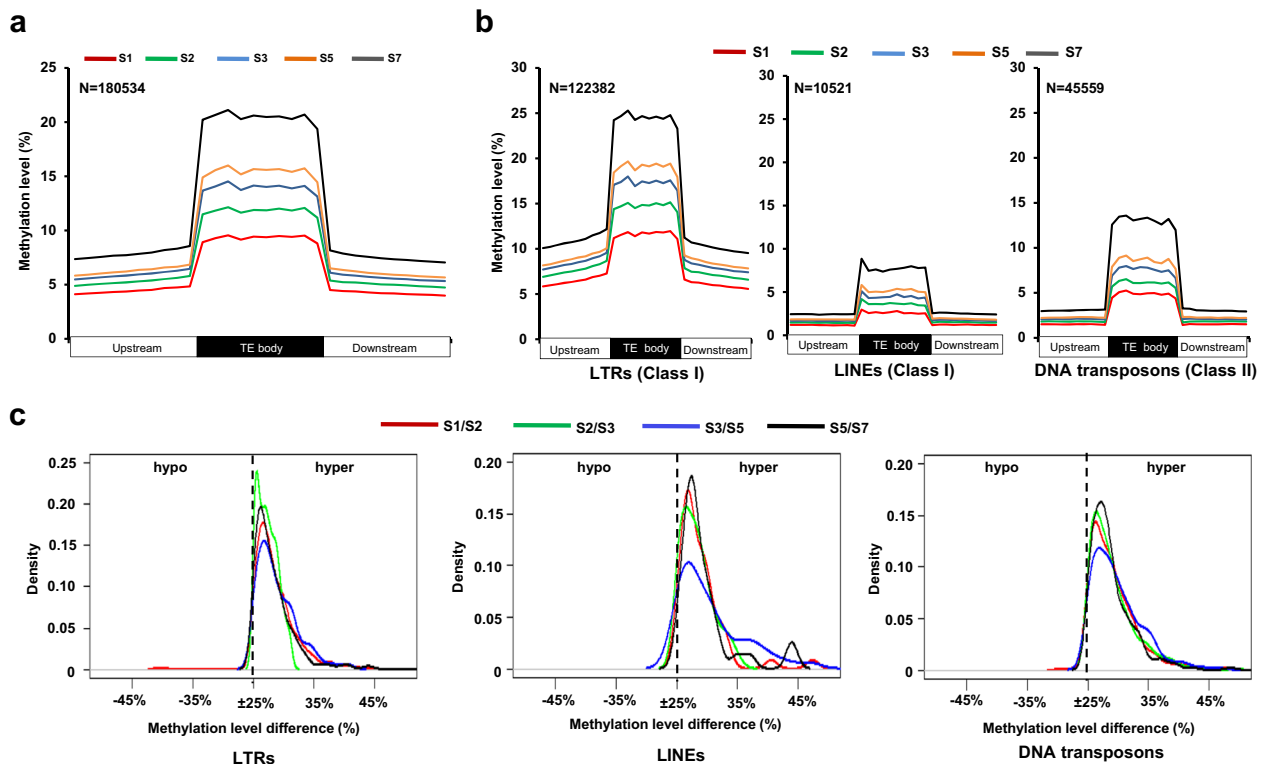 a
S1 S2 S3 S5 S7
N=180534
Methylation level (%)
25
20
15
10
5
0
Upstream TE body Downstream
b
S1 S2 S3 S5 S7
N=122382
Methylation level (%)
30
25
20
15
10
5
0
Upstream TE body Downstream
LTRs (Class I)
N=10521
30
25
20
15
10
5
0
Upstream TE body Downstream
LINEs (Class I)
N=45559
30
25
20
15
10
5
0
Upstream TE body Downstream
DNA transposons (Class II)
c
S1/S2 S2/S3 S3/S5 S5/S7
hypo hyper
Density
0.25
0.20
0.15
0.10
0.05
0
-45% ±25% 35% 45%
Methylation level difference (%)
LTRs
hypo hyper
Density
0.20
0.15
0.10
0.05
0
-45% ±25% 35% 45%
Methylation level difference (%)
LINEs
hypo hyper
Density
0.20
0.15
0.10
0.05
0
-45% ±25% 35% 45%
Methylation level difference (%)
DNA transposons